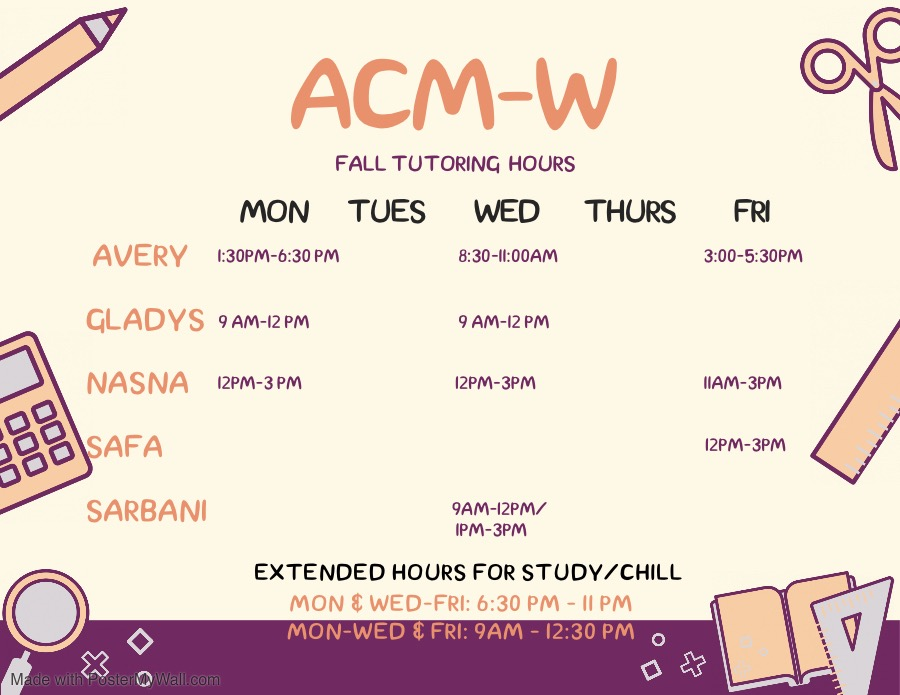 ACM-W
FALL TUTORING HOURS
MON TUES WED THURS FRI
AVERY 1:30PM-6:30 PM 8:30-11:00AM 3:00-5:30PM
GLADYS 9 AM-12 PM 9 AM-12 PM
NASNA 12PM-3 PM 12PM-3PM 11AM-3PM
SAFA 12PM-3PM
SARBANI 9AM-12PM/
1PM-3PM
EXTENDED HOURS FOR STUDY/CHILL
MON & WED-FRI: 6:30 PM - 11 PM
MON-WED & FRI: 9AM - 12:30 PM
Made with PosterMyWall.com